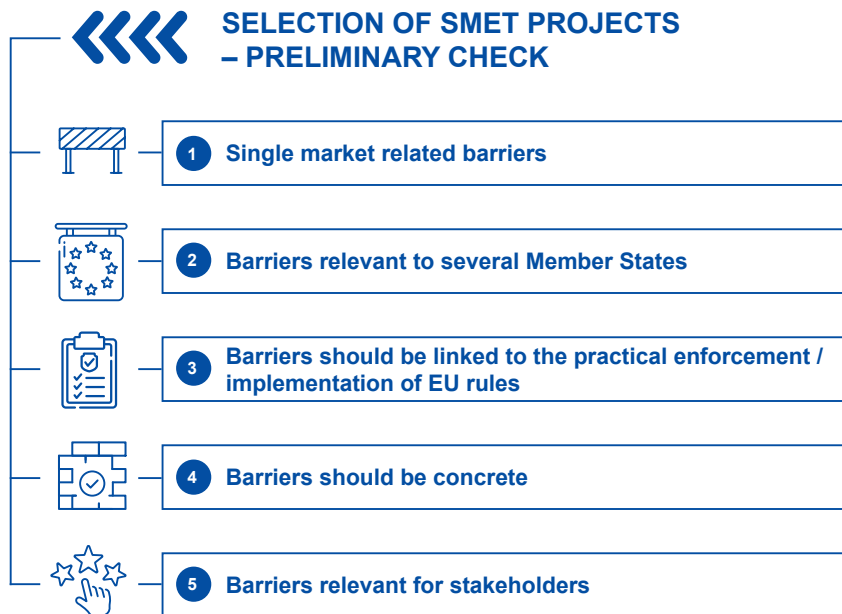 SELECTION OF SMET PROJECTS
– PRELIMINARY CHECK
1 Single market related barriers
2 Barriers relevant to several Member States
3 Barriers should be linked to the practical enforcement /
implementation of EU rules
4 Barriers should be concrete
5 Barriers relevant for stakeholders